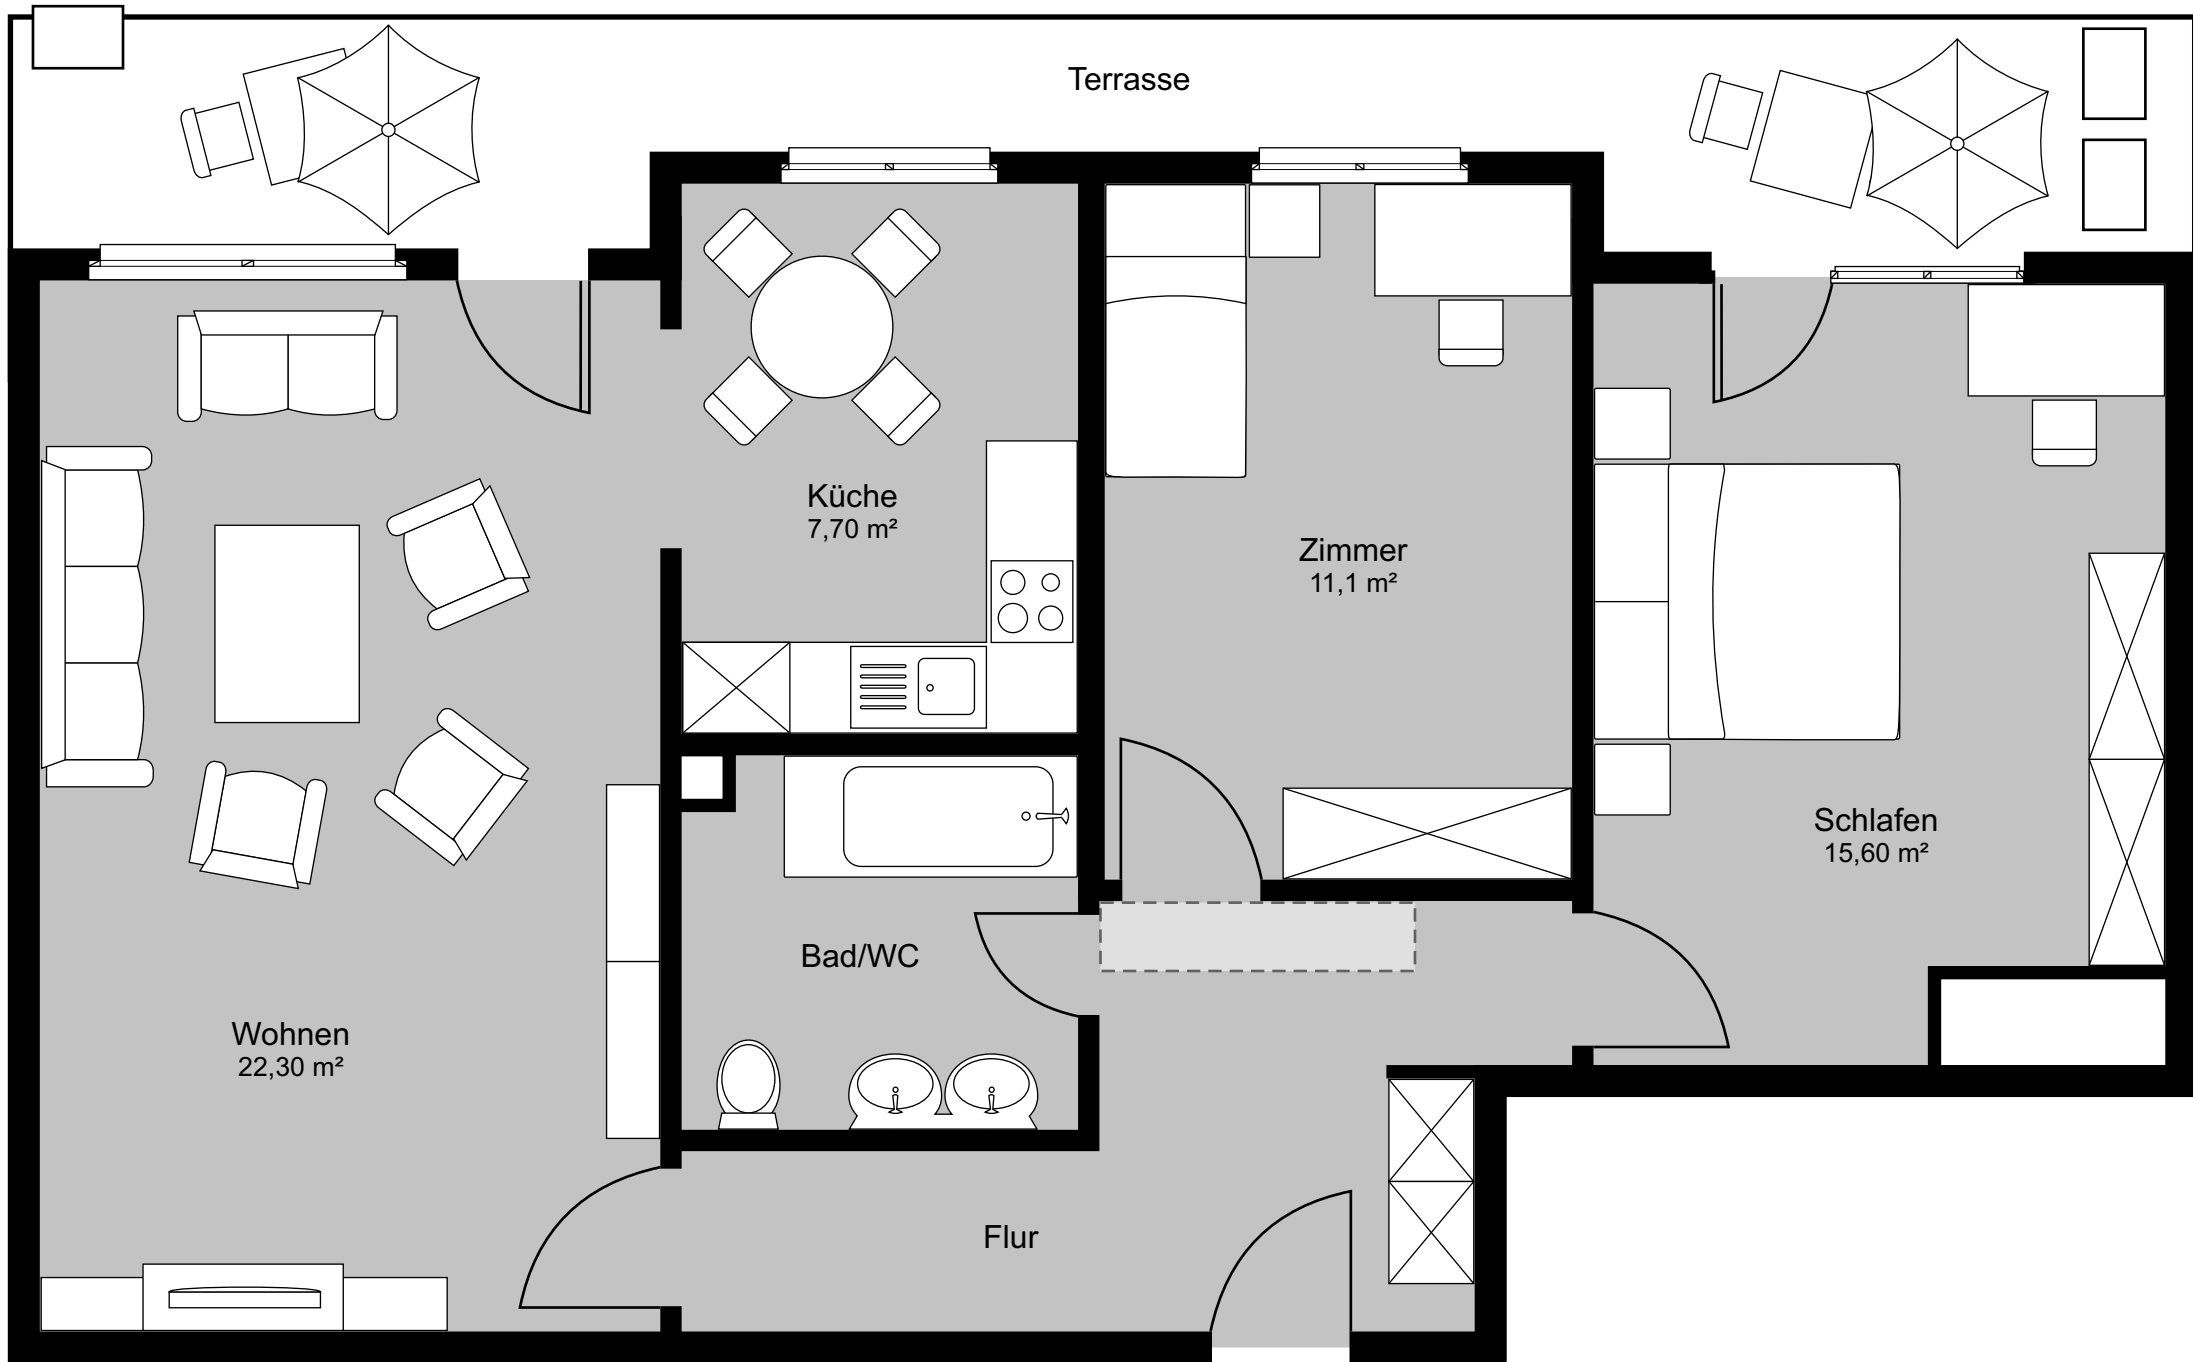 Terrasse
Küche
7,70 m²
Zimmer
11,1 m²
Schlafen
15,60 m²
Bad/WC
Wohnen
22,30 m²
Flur